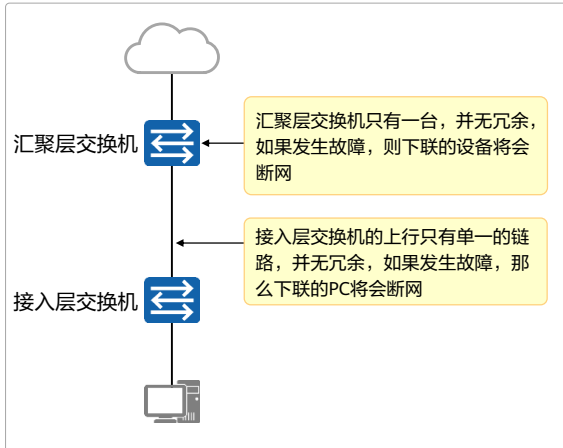 汇聚层交换机
汇聚层交换机只有一台，并无冗余，
如果发生故障，则下联的设备将会
断网
接入层交换机的上行只有单一的链
路，并无冗余，如果发生故障，那
么下联的PC将会断网
接入层交换机